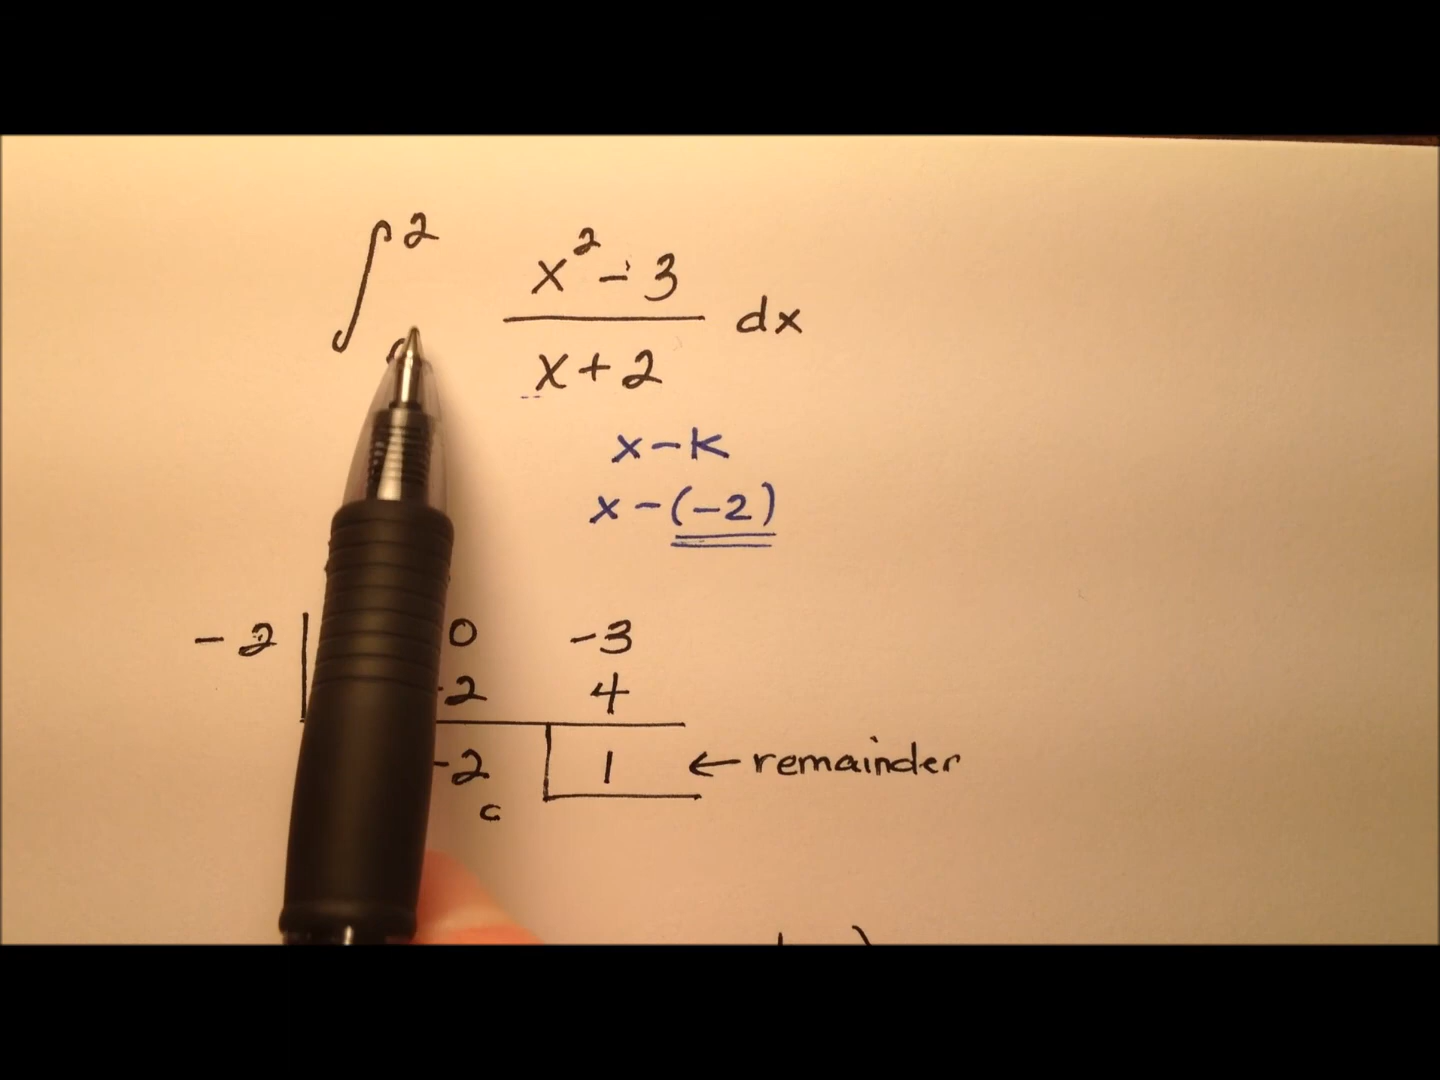 ∫ 2 x² - 3 dx
x + 2
x - k
x - (-2)
-2 | 0 -3
-2 4
-2 1 ← remainder
c